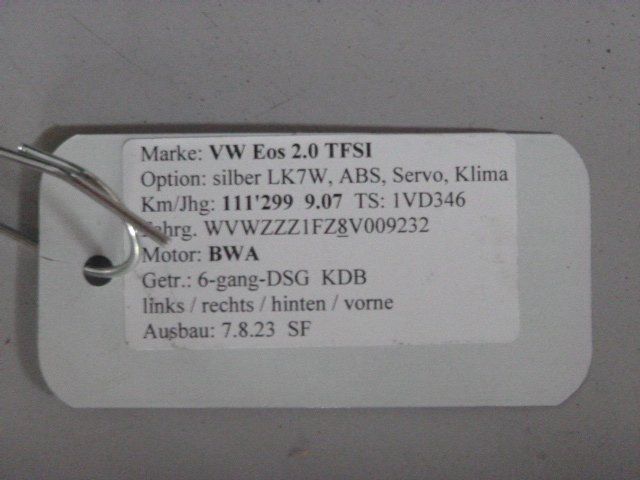 Marke: VW Eos 2.0 TFSI
Option: silber LK7W, ABS, Servo, Klima
Km/Jhg: 111'299 9.07 TS: 1VD346
Fahrg. WVWZZZ1FZ8V009232
Motor: BWA
Getr.: 6-gang-DSG KDB
links / rechts / hinten / vorne
Ausbau: 7.8.23 SF